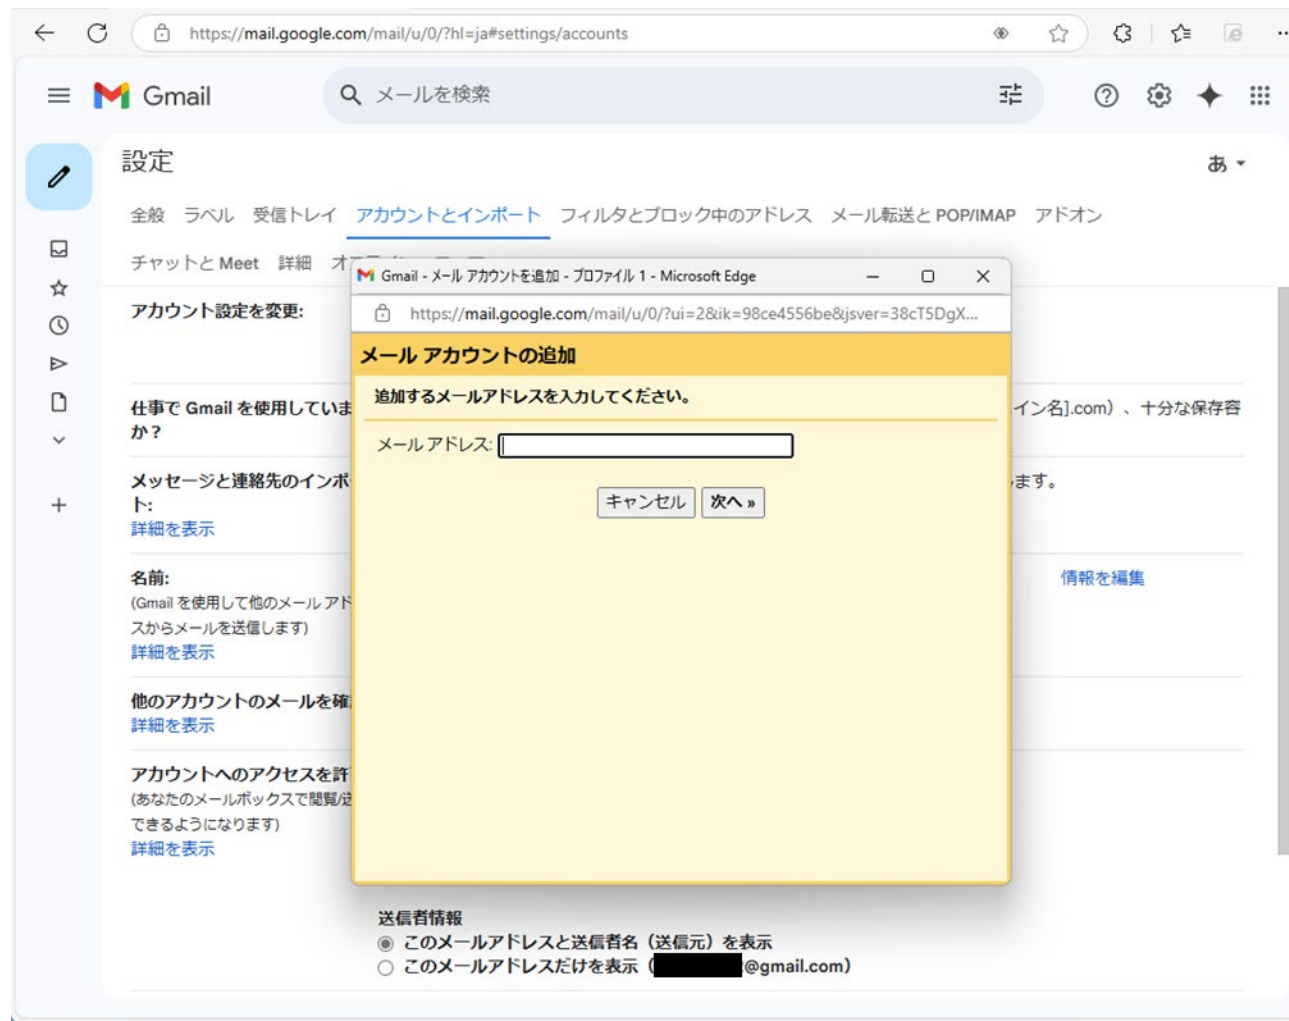 https://mail.google.com/mail/u/0/?hl=ja#settings/accounts
Gmail
メールを検索
設定
あ
全般 ラベル 受信トレイ アカウントとインポート フィルタとブロック中のアドレス メール転送と POP/IMAP アドオン
チャットと Meet 詳細
アカウント設定を変更:
仕事で Gmail を使用していま
か？
イン名].com）、十分な保存容
メッセージと連絡先のインポ
ト:
詳細を表示
ます。
名前:
(Gmail を使用して他のメール アド
スからメールを送信します)
詳細を表示
情報を編集
他のアカウントのメールを確
詳細を表示
アカウントへのアクセスを許
(あなたのメールボックスで閲覧/送
できるようになります)
詳細を表示
Gmail - メール アカウントを追加 - プロファイル 1 - Microsoft Edge
https://mail.google.com/mail/u/0/?ui=2&ik=98ce4556be&jsver=38cT5DgX...
メール アカウントの追加
追加するメールアドレスを入力してください。
メール アドレス:
キャンセル 次へ »
送信者情報
このメールアドレスと送信者名（送信元）を表示
このメールアドレスだけを表示（ @gmail.com）